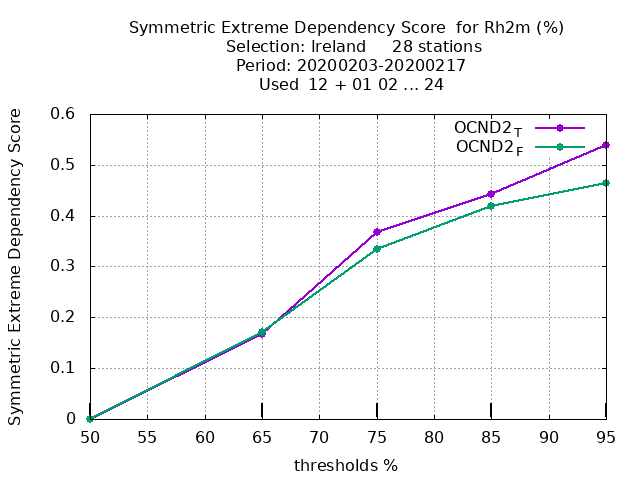 Symmetric Extreme Dependency Score  for Rh2m (%)
Selection: Ireland     28 stations
Period: 20200203-20200217
Used  12 + 01 02 ... 24
Symmetric Extreme Dependency Score
0.6
0.5
0.4
0.3
0.2
0.1
0
OCND2T
OCND2F
50 55 60 65 70 75 80 85 90 95
thresholds %